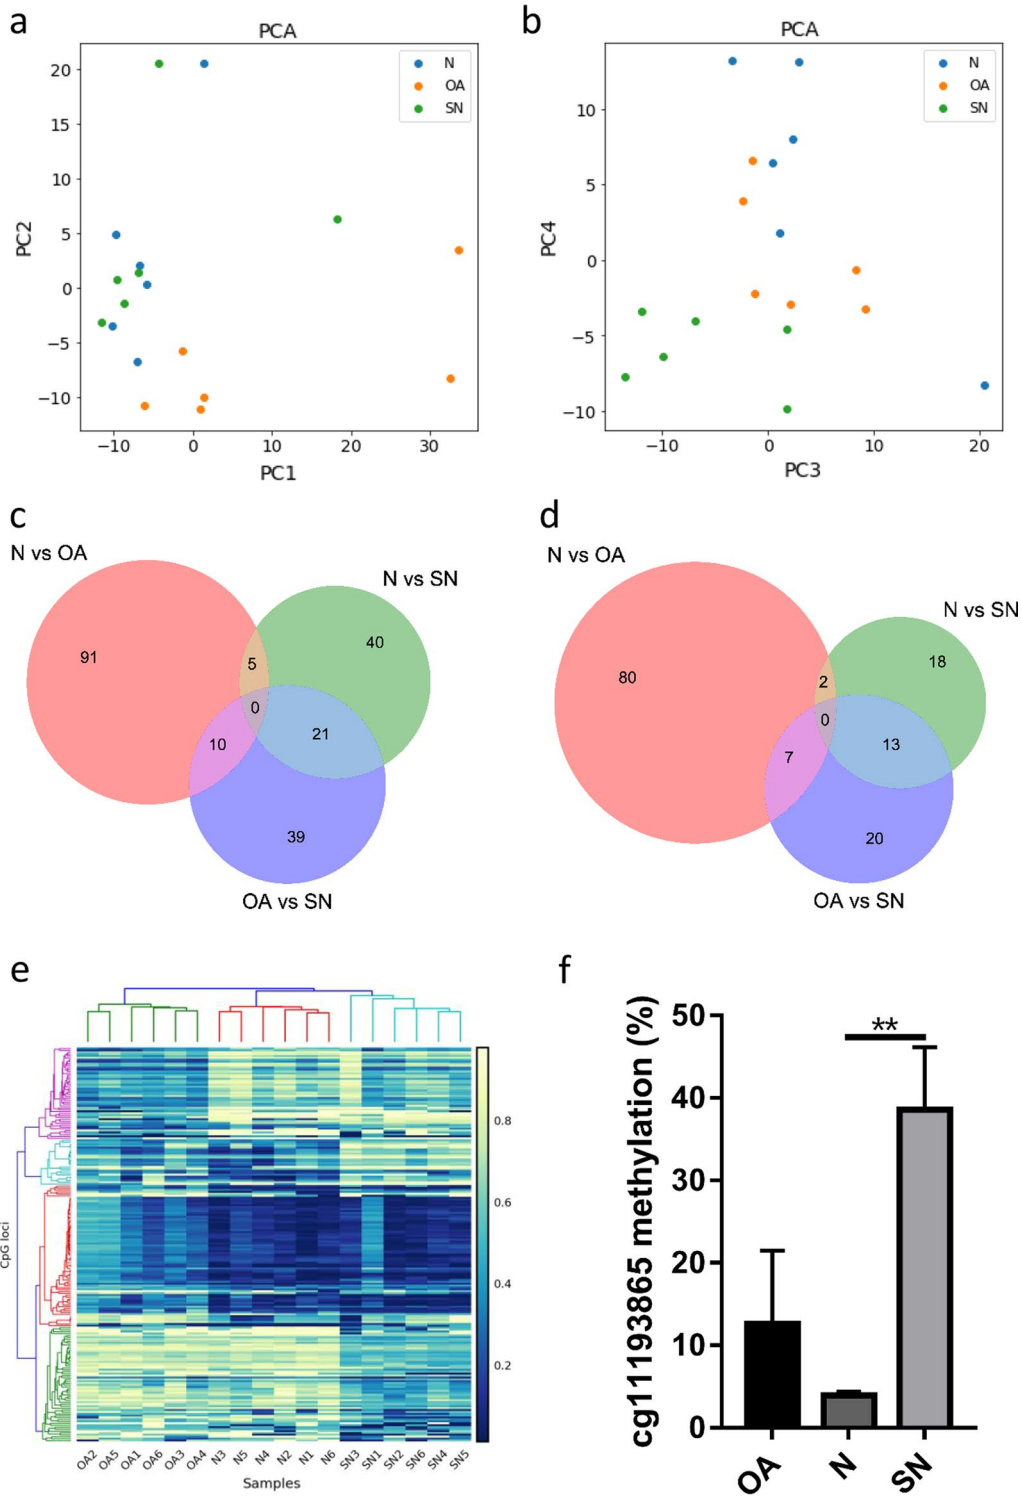 a
PCA
N
OA
SN
20
15
10
5
0
−5
−10
PC2
−10
0
10
20
30
PC1
b
PCA
N
OA
SN
10
5
0
−5
−10
PC4
−10
0
10
20
PC3
c
N vs OA
N vs SN
91
5
40
0
10
21
39
OA vs SN
d
N vs OA
N vs SN
80
2
18
0
7
13
20
OA vs SN
e
CpG loci
0.8
0.6
0.4
0.2
OA2
OA5
OA1
OA6
OA3
OA4
N3
N5
N4
N2
N1
N6
SN3
SN1
SN2
SN6
SN4
SN5
Samples
f
cg11193865 methylation (%)
50
40
30
20
10
0
**
OA
N
SN